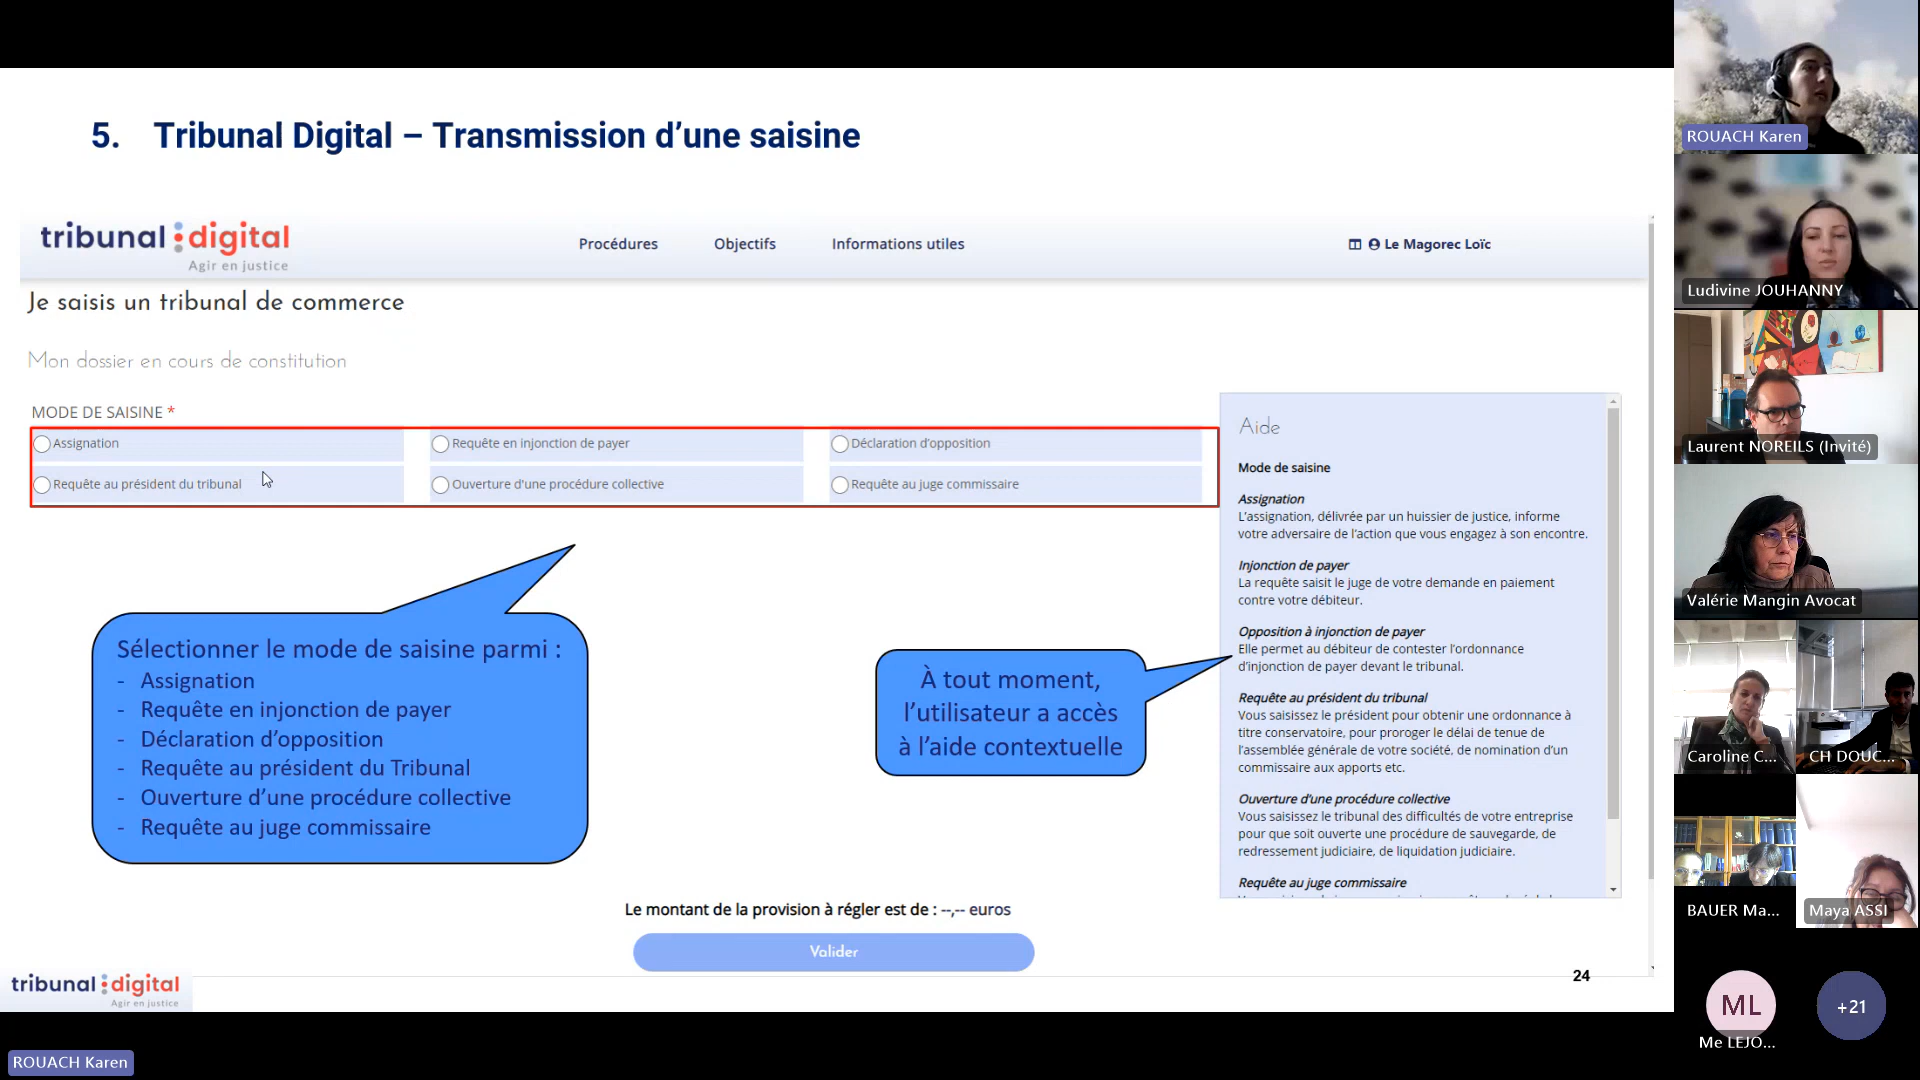 5. Tribunal Digital – Transmission d'une saisine
tribunal digital
Agir en justice
Procédures
Objectifs
Informations utiles
Le Magorec Loïc
Je saisis un tribunal de commerce
Mon dossier en cours de constitution
MODE DE SAISINE *
Assignation
Requête en injonction de payer
Déclaration d'opposition
Requête au président du tribunal
Ouverture d'une procédure collective
Requête au juge commissaire
Sélectionner le mode de saisine parmi :
- Assignation
- Requête en injonction de payer
- Déclaration d'opposition
- Requête au président du Tribunal
- Ouverture d'une procédure collective
- Requête au juge commissaire
À tout moment,
l'utilisateur a accès
à l'aide contextuelle
Aide
Mode de saisine
Assignation
L'assignation, délivrée par un huissier de justice, informe
votre adversaire de l'action que vous engagez à son encontre.
Injonction de payer
La requête saisit le juge de votre demande en paiement
contre votre débiteur.
Opposition à injonction de payer
Elle permet au débiteur de contester l'ordonnance
d'injonction de payer devant le tribunal.
Requête au président du tribunal
Vous saisissez le président pour obtenir une ordonnance à
titre conservatoire, pour proroger le délai de tenue de
l'assemblée générale de votre société, de nomination d'un
commissaire aux apports etc.
Ouverture d'une procédure collective
Vous saisissez le tribunal des difficultés de votre entreprise
pour que soit ouverte une procédure de sauvegarde, de
redressement judiciaire, de liquidation judiciaire.
Requête au juge commissaire
Le montant de la provision à régler est de : --,-- euros
Valider
24
tribunal digital
Agir en justice
ROUACH Karen
ROUACH Karen
Ludivine JOUHANNY
Laurent NOREILS (Invité)
Valérie Mangin Avocat
Caroline C...
CH DOUC...
BAUER Ma...
Maya ASSI
ML
Me LEJO...
+21